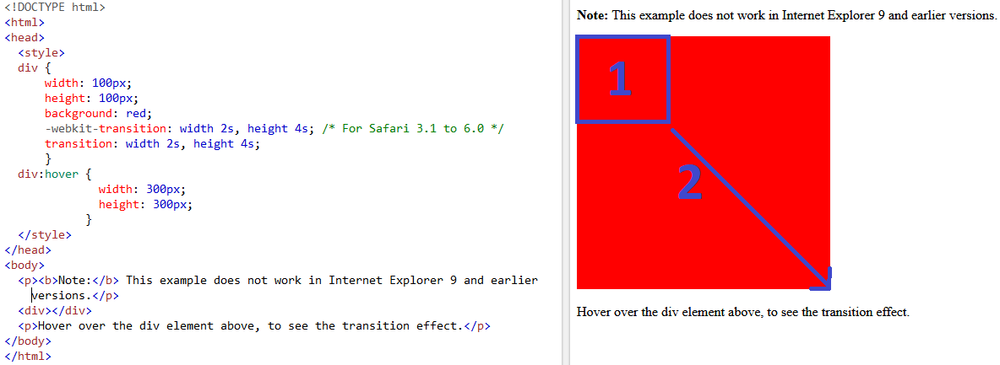 <!DOCTYPE html>
<html>
<head>
<style>
div {
width: 100px;
height: 100px;
background: red;
-webkit-transition: width 2s, height 4s; /* For Safari 3.1 to 6.0 */
transition: width 2s, height 4s;
}
div:hover {
width: 300px;
height: 300px;
}
</style>
</head>
<body>
<p><b>Note:</b> This example does not work in Internet Explorer 9 and earlier
versions.</p>
<div></div>
<p>Hover over the div element above, to see the transition effect.</p>
</body>
</html>
Note: This example does not work in Internet Explorer 9 and earlier versions.
1
2
Hover over the div element above, to see the transition effect.